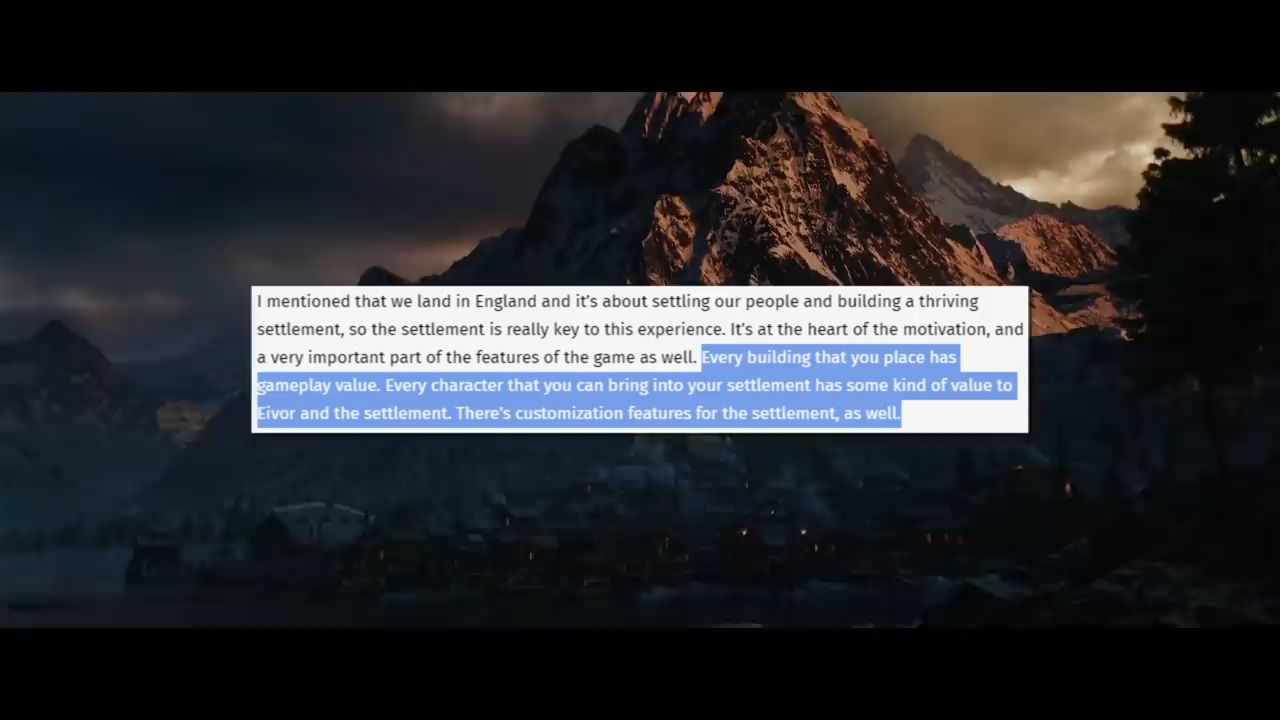 I mentioned that we land in England and it's about settling our people and building a thriving
settlement, so the settlement is really key to this experience. It's at the heart of the motivation, and
a very important part of the features of the game as well. Every building that you place has
gameplay value. Every character that you can bring into your settlement has some kind of value to
Eivor and the settlement. There's customization features for the settlement, as well.